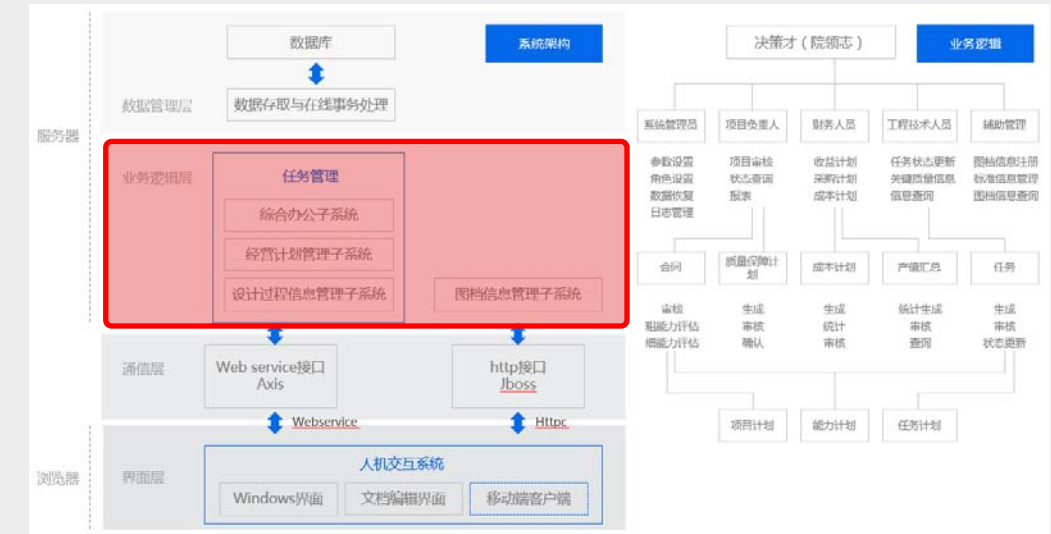 数据库
系统架构
数据管理层
数据存取与在线事务处理
服务器
业务逻辑层
任务管理
综合办公子系统
经营计划管理子系统
设计过程信息管理子系统
图档信息管理子系统
通信层
Web service接口
Axis
http接口
Jboss
Webservice
Httpc
浏览器
界面层
人机交互系统
Windows界面
文档编辑界面
移动端客户端
决策才（院领志）
业务逻辑
系统管理员
项目负责人
财务人员
工程技术人员
辅助管理
参数设置
角色设置
数据恢复
日志管理
项目审核
状态查询
报表
收益计划
采购计划
成本计划
任务状态更新
关键质量信息
信息查询
图档信息注册
标准信息管理
图档信息查询
合同
质量保障计
划
成本计划
产值汇总
任务
审核
粗能力评估
细能力评估
生成
审核
确认
生成
统计
审核
统计生成
审核
查询
生成
审核
状态更新
项目计划
能力计划
任务计划